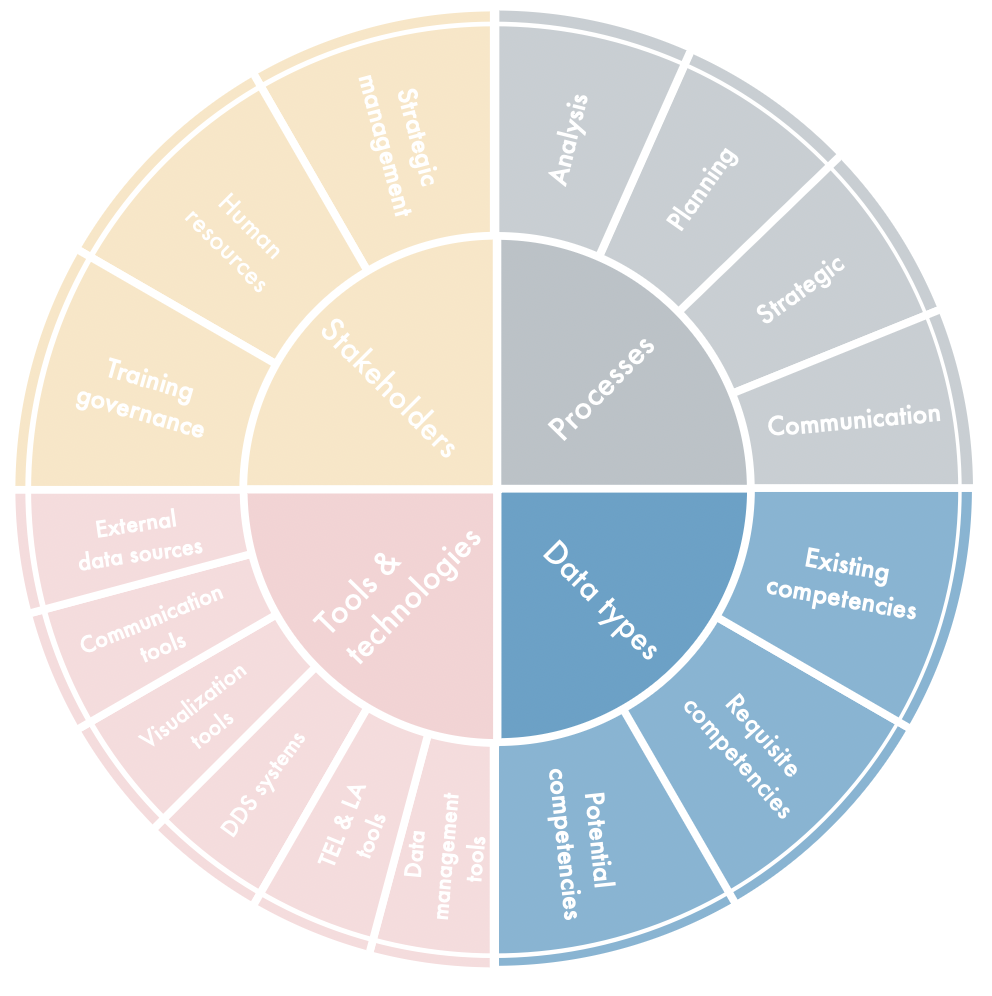 Strategic
management
Human
resources
Training
governance
Stakeholders
Analysis
Planning
Strategic
Communication
Processes
Existing
competencies
Requisite
competencies
Potential
competencies
Data types
External
data sources
Communication
tools
Visualization
tools
DDS systems
TEL & LA
tools
Data
management
tools
Tools &
technologies